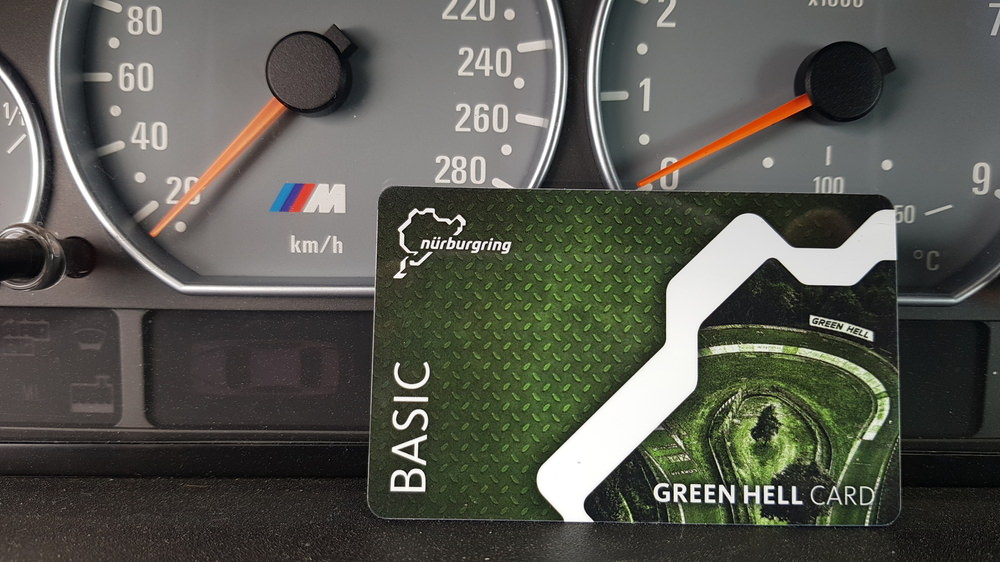 80
60
40
20
M
km/h
220
240
260
280
2
1
0
x1000
7
9
100
50
°C
nürburgring
BASIC
GREEN HELL
GREEN HELL CARD